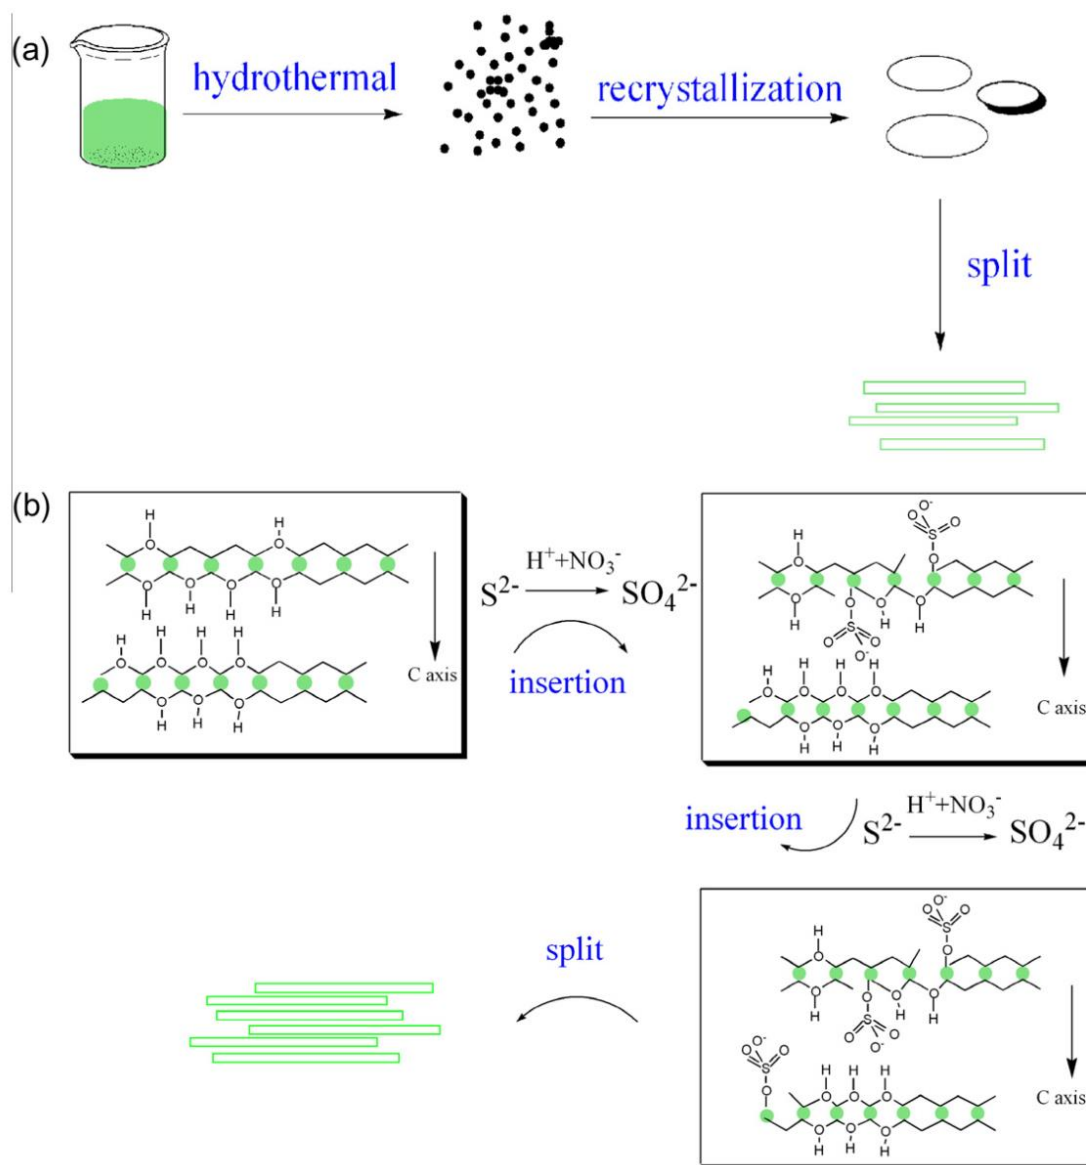 (a)
hydrothermal
recrystallization
split
(b)
H H
O O
O O O O
H H H H
H H H H
O O O O
O O O
H H H
C axis
S²⁻ H⁺+NO₃⁻ SO₄²⁻
insertion
O⁻
O O
S
H O
O
O O O O
H H
S
O O
O⁻
H H H H
O O O O
O O O
H H H
C axis
insertion
S²⁻ H⁺+NO₃⁻ SO₄²⁻
split
O⁻
O O
S
H O
O
O O O O
H H
S
O O
O⁻
O⁻
O O
S
O
H H H
O O O
O O O
H H H
C axis